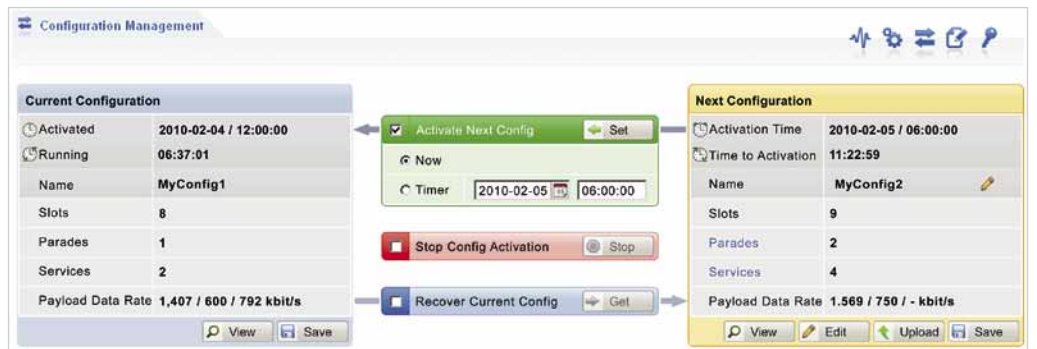 Configuration Management
Current Configuration
Activated 2010-02-04 / 12:00:00
Running 06:37:01
Name MyConfig1
Slots 8
Parades 1
Services 2
Payload Data Rate 1,407 / 600 / 792 kbit/s
View Save
Activate Next Config Set
Now
Timer 2010-02-05 06:00:00
Stop Config Activation Stop
Recover Current Config Get
Next Configuration
Activation Time 2010-02-05 / 06:00:00
Time to Activation 11:22:59
Name MyConfig2
Slots 9
Parades 2
Services 4
Payload Data Rate 1.569 / 750 / - kbit/s
View Edit Upload Save